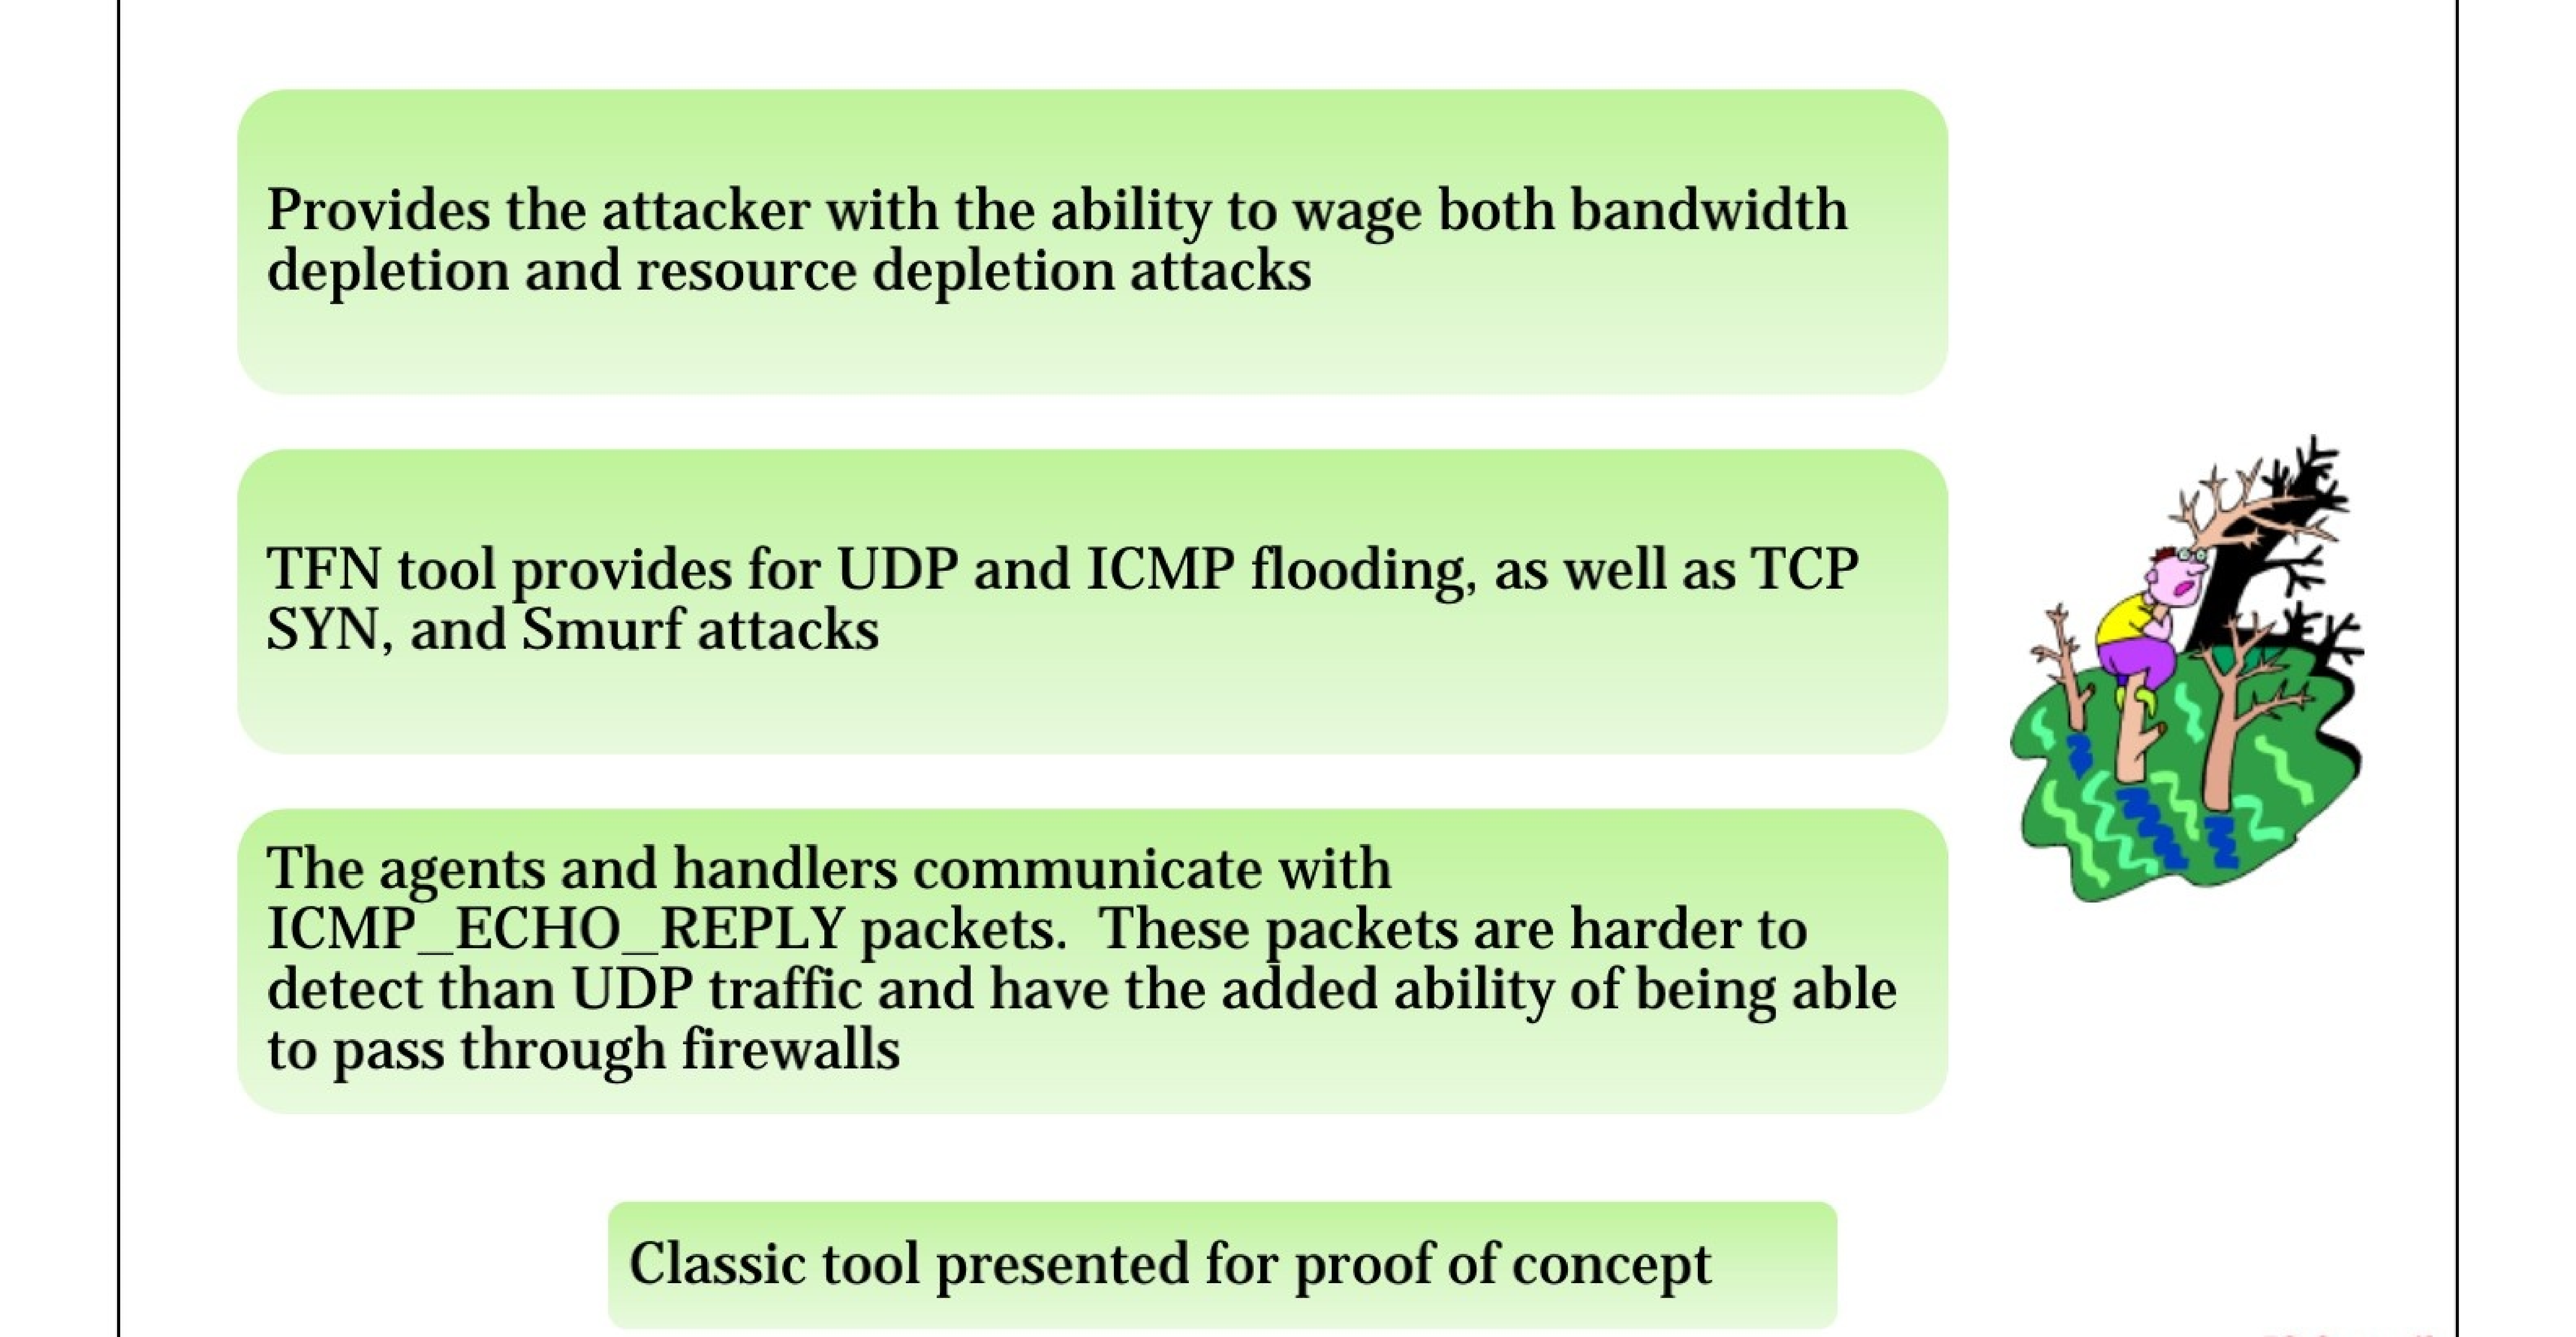 Provides the attacker with the ability to wage both bandwidth
depletion and resource depletion attacks
TFN tool provides for UDP and ICMP flooding, as well as TCP
SYN, and Smurf attacks
The agents and handlers communicate with
ICMP_ECHO_REPLY packets.  These packets are harder to
detect than UDP traffic and have the added ability of being able
to pass through firewalls
Classic tool presented for proof of concept